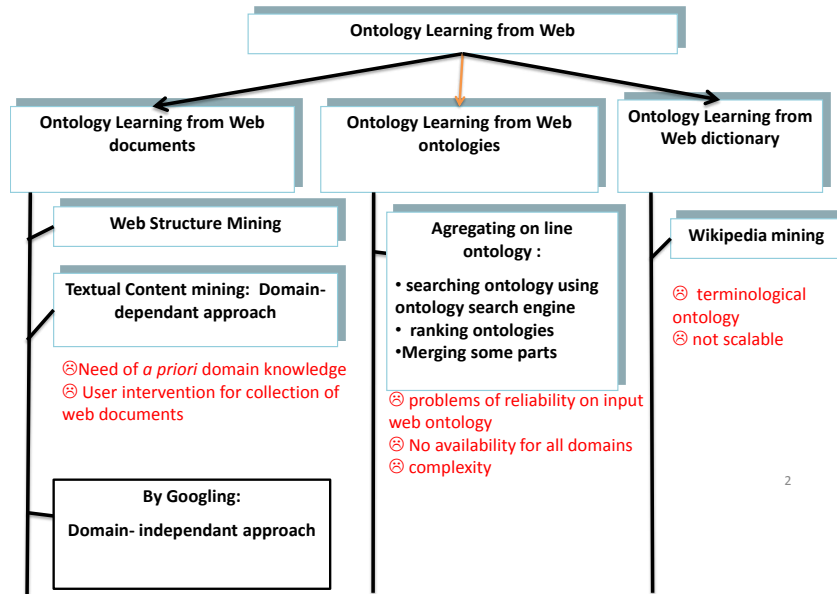 Ontology Learning from Web
Ontology Learning from Web
documents
Web Structure Mining
Textual Content mining:  Domain-
dependant approach
☹Need of a priori domain knowledge
☹ User intervention for collection of
web documents
By Googling:
Domain- independant approach
Ontology Learning from Web
ontologies
Agregating on line
ontology :
• searching ontology using
ontology search engine
• ranking ontologies
•Merging some parts
☹ problems of reliability on input
web ontology
☹ No availability for all domains
☹ complexity
Ontology Learning from
Web dictionary
Wikipedia mining
☹ terminological
ontology
☹ not scalable
2